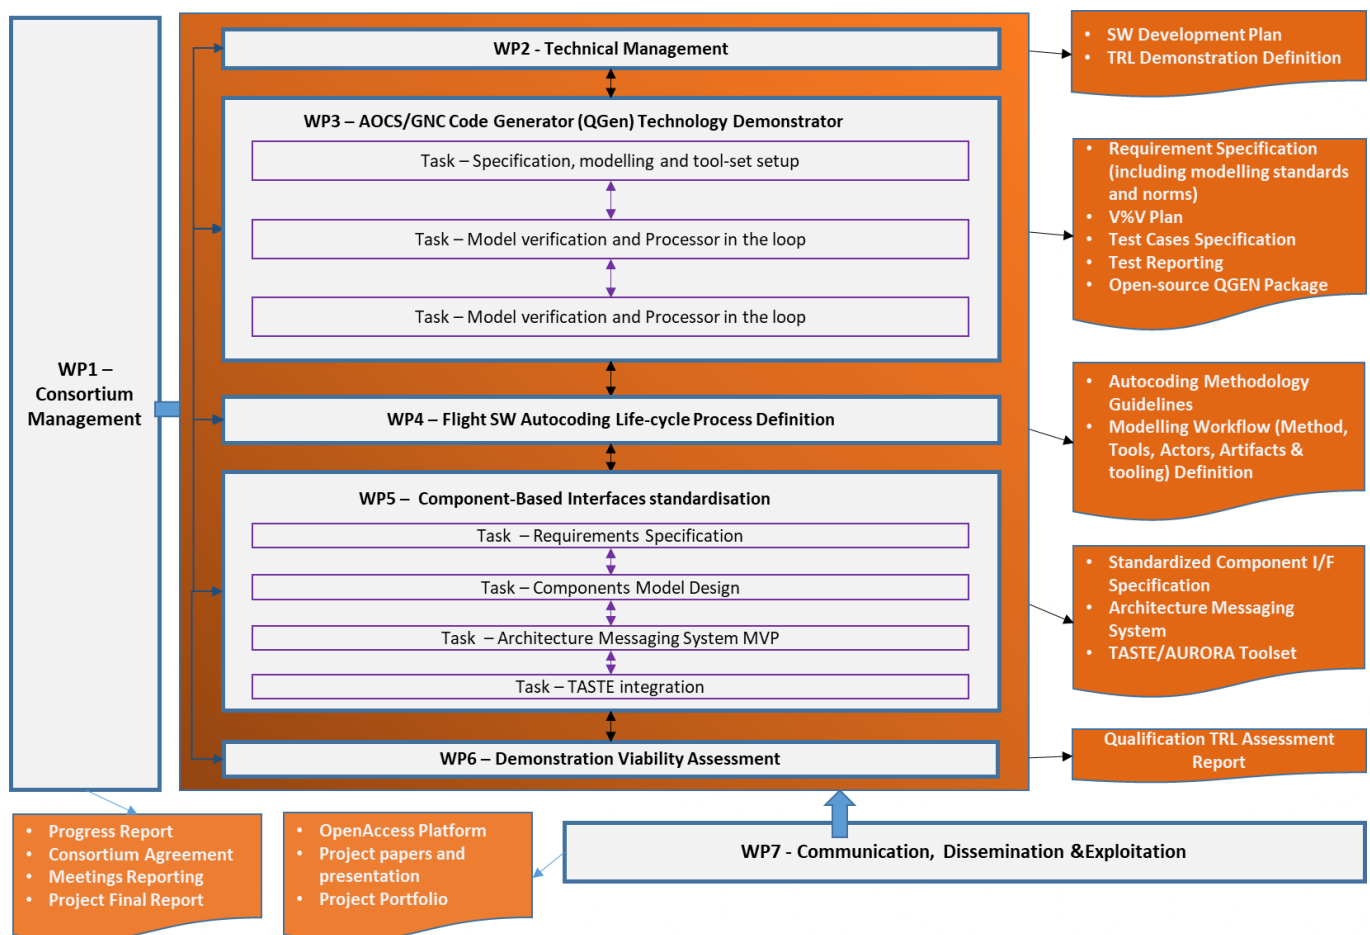 WP1 –
Consortium
Management
WP2 - Technical Management
WP3 – AOCS/GNC Code Generator (QGen) Technology Demonstrator
Task – Specification, modelling and tool-set setup
Task – Model verification and Processor in the loop
Task – Model verification and Processor in the loop
WP4 – Flight SW Autocoding Life-cycle Process Definition
WP5 – Component-Based Interfaces standardisation
Task – Requirements Specification
Task – Components Model Design
Task – Architecture Messaging System MVP
Task – TASTE integration
WP6 – Demonstration Viability Assessment
• SW Development Plan
• TRL Demonstration Definition
• Requirement Specification
(including modelling standards
and norms)
• V%V Plan
• Test Cases Specification
• Test Reporting
• Open-source QGEN Package
• Autocoding Methodology
Guidelines
• Modelling Workflow (Method,
Tools, Actors, Artifacts &
tooling) Definition
• Standardized Component I/F
Specification
• Architecture Messaging
System
• TASTE/AURORA Toolset
Qualification TRL Assessment
Report
• Progress Report
• Consortium Agreement
• Meetings Reporting
• Project Final Report
• OpenAccess Platform
• Project papers and
presentation
• Project Portfolio
WP7 - Communication, Dissemination &Exploitation